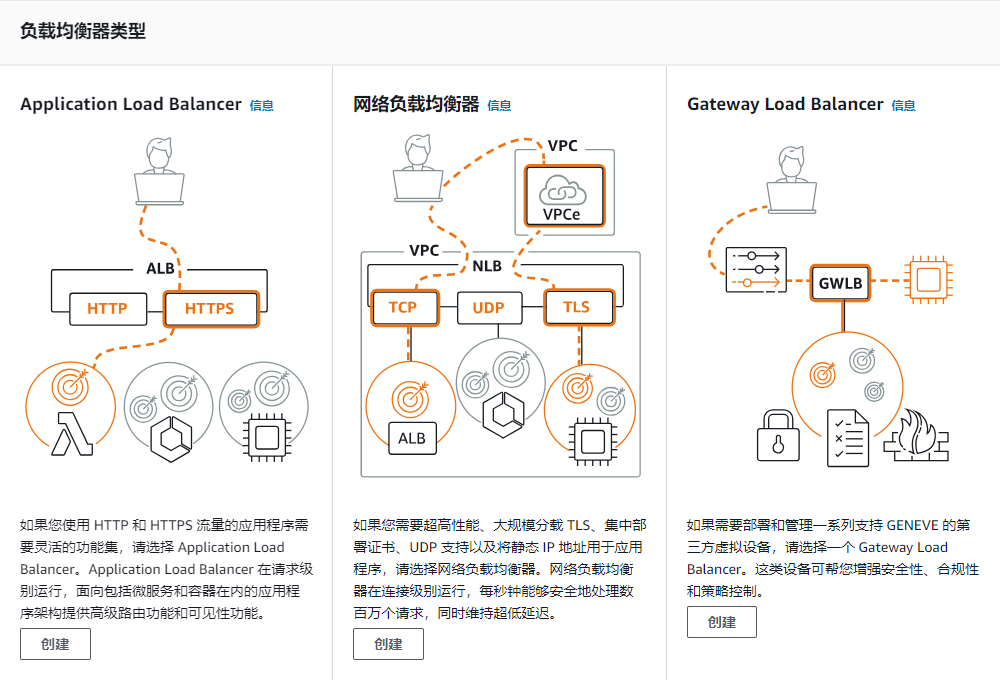 负载均衡器类型
Application Load Balancer 信息
ALB
HTTP
HTTPS
如果您使用 HTTP 和 HTTPS 流量的应用程序需
要灵活的功能集，请选择 Application Load
Balancer。Application Load Balancer 在请求级
别运行，面向包括微服务和容器在内的应用程
序架构提供高级路由功能和可见性功能。
创建
网络负载均衡器 信息
VPC
VPCe
VPC
NLB
TCP
UDP
TLS
ALB
如果您需要超高性能、大规模分载 TLS、集中部
署证书、UDP 支持以及将静态 IP 地址用于应用
程序，请选择网络负载均衡器。网络负载均衡
器在连接级别运行，每秒钟能够安全地处理数
百万个请求，同时维持超低延迟。
创建
Gateway Load Balancer 信息
GWLB
如果需要部署和管理一系列支持 GENEVE 的第
三方虚拟设备，请选择一个 Gateway Load
Balancer。这类设备可帮您增强安全性、合规性
和策略控制。
创建